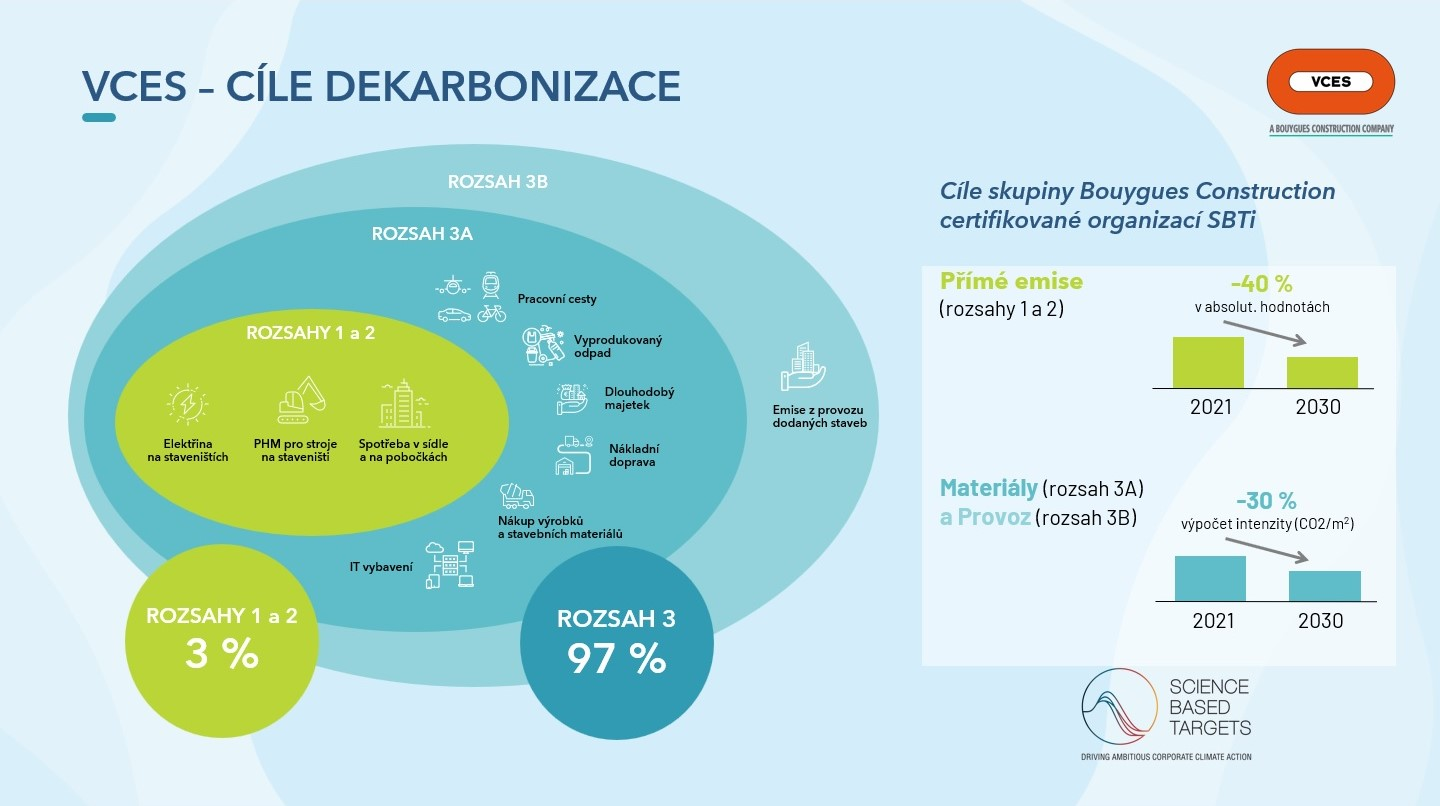 VCES – CÍLE DEKARBONIZACE
VCES
A BOUYGUES CONSTRUCTION COMPANY
ROZSAH 3B
ROZSAH 3A
Pracovní cesty
ROZSAHY 1 a 2
Vyprodukovaný
odpad
Dlouhodobý
majetek
Emise z provozu
dodaných staveb
Elektřina
na staveništích
PHM pro stroje
na staveništi
Spotřeba v sídle
a na pobočkách
Nákladní
doprava
Nákup výrobků
a stavebních materiálů
IT vybavení
ROZSAHY 1 a 2
3 %
ROZSAH 3
97 %
Cíle skupiny Bouygues Construction
certifikované organizací SBTi
Přímé emise
(rozsahy 1 a 2)
-40 %
v absolut. hodnotách
2021
2030
Materiály (rozsah 3A)
a Provoz (rozsah 3B)
-30 %
výpočet intenzity (CO2/m²)
2021
2030
SCIENCE
BASED
TARGETS
DRIVING AMBITIOUS CORPORATE CLIMATE ACTION